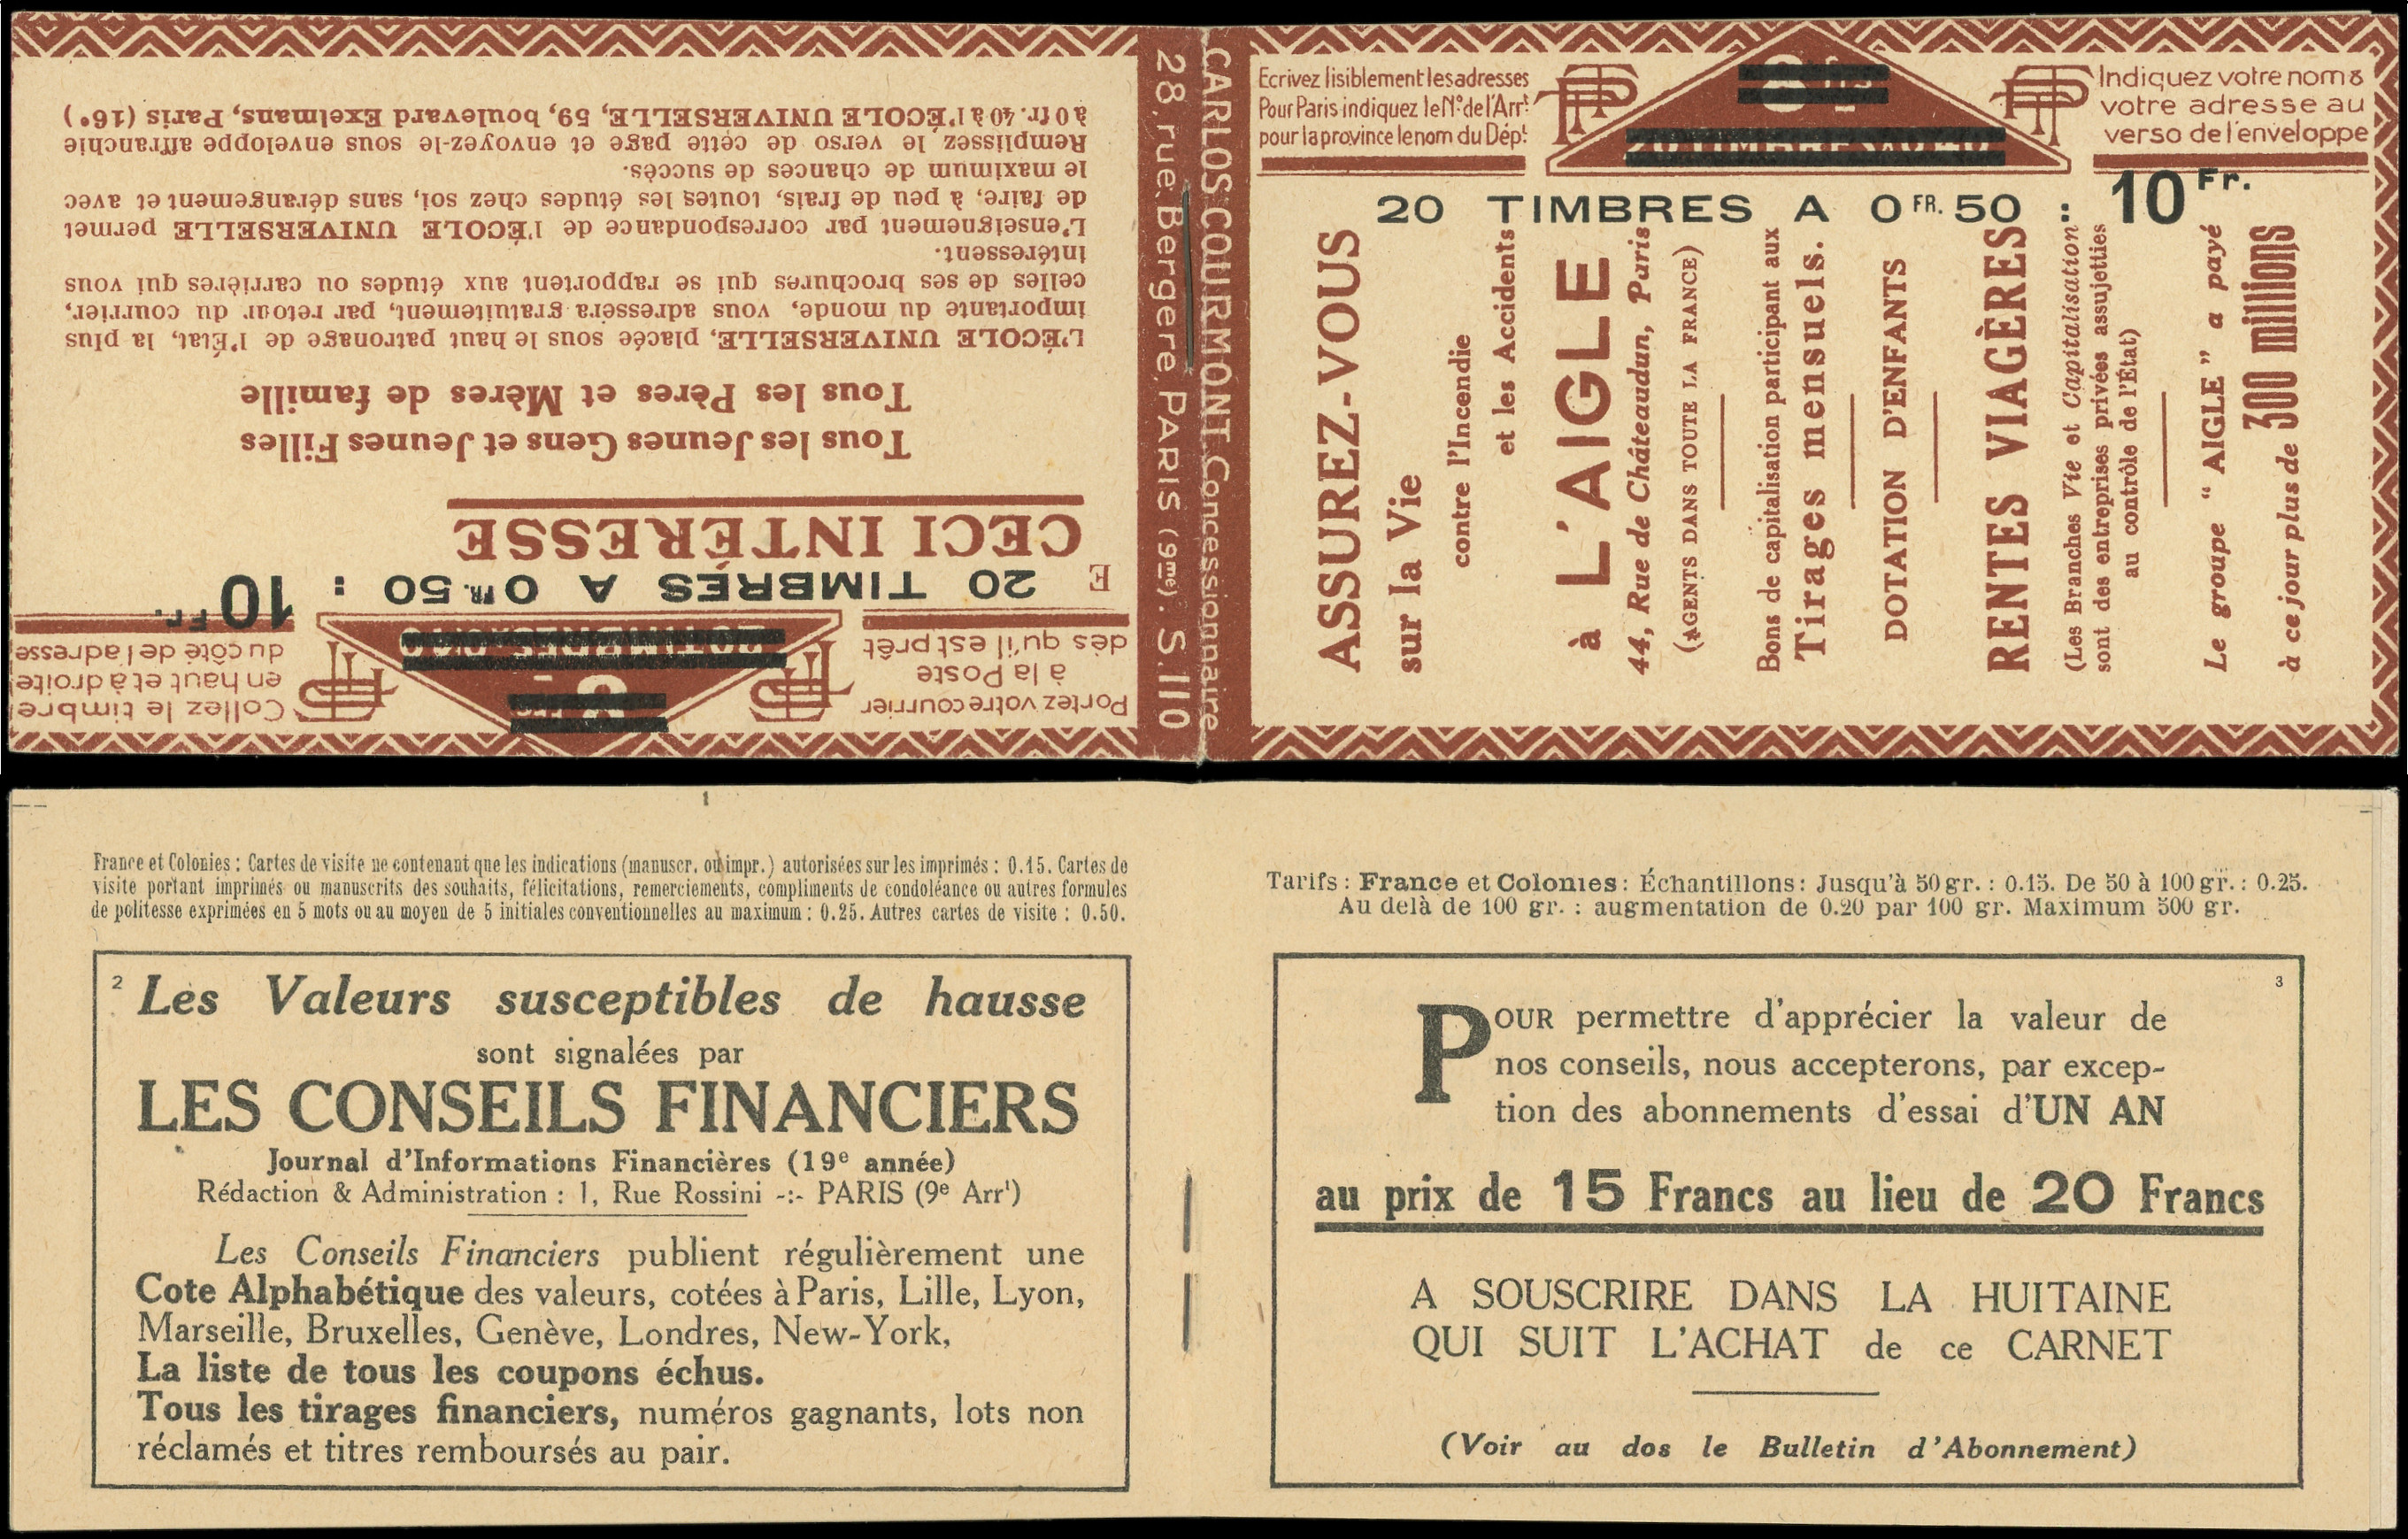 Portez votre courrier
à la Poste
dès qu'il est prêt
PTT
8 Fr.
20 TIMBRES A 0.40
PTT
Collez le timbre
en haut et à droite
du côté de l'adresse
E
20 TIMBRES A 0 FR. 50 : 10 Fr.
CECI INTÉRESSE
Tous les Jeunes Gens et Jeunes Filles
Tous les Pères et Mères de famille
L'ÉCOLE UNIVERSELLE, placée sous le haut patronage de l'État, la plus
importante du monde, vous adressera gratuitement, par retour du courrier,
celles de ses brochures qui se rapportent aux études ou carrières qui vous
intéressent.
L'enseignement par correspondance de l'ÉCOLE UNIVERSELLE permet
de faire, à peu de frais, toutes les études chez soi, sans dérangement et avec
le maximum de chances de succès.
Remplissez le verso de cette page et envoyez-le sous enveloppe affranchie
à 0 fr. 40 à l'ÉCOLE UNIVERSELLE, 59, boulevard Exelmans, Paris (16e)
CARLOS COURMONT Concessionnaire
28, rue Bergère, PARIS (9me). S.110
Ecrivez lisiblement les adresses
Pour Paris indiquez le No de l'Arrt
pour la province le nom du Dépt
PTT
8 Fr.
20 TIMBRES A 0.40
PTT
Indiquez votre nom &
votre adresse au
verso de l'enveloppe
20 TIMBRES A 0 FR. 50 : 10 Fr.
ASSUREZ-VOUS
sur la Vie
contre l'Incendie
et les Accidents
à L'AIGLE
44, Rue de Châteaudun, Paris
(AGENTS DANS TOUTE LA FRANCE)
Bons de capitalisation participant aux
Tirages mensuels.
DOTATION D'ENFANTS
RENTES VIAGÈRES
(Les Branches Vie et Capitalisation
sont des entreprises privées assujetties
au contrôle de l'État)
Le groupe “ AIGLE ” a payé
à ce jour plus de 300 millions
1
France et Colonies : Cartes de visite ne contenant que les indications (manuscr. ou impr.) autorisées sur les imprimés : 0.15. Cartes de
visite portant imprimés ou manuscrits des souhaits, félicitations, remerciements, compliments de condoléance ou autres formules
de politesse exprimées en 5 mots ou au moyen de 5 initiales conventionnelles au maximum : 0.25. Autres cartes de visite : 0.50.
2
Les Valeurs susceptibles de hausse
sont signalées par
LES CONSEILS FINANCIERS
Journal d'Informations Financières (19e année)
Rédaction & Administration : 1, Rue Rossini -:- PARIS (9e Arrt)
Les Conseils Financiers publient régulièrement une
Cote Alphabétique des valeurs, cotées à Paris, Lille, Lyon,
Marseille, Bruxelles, Genève, Londres, New-York,
La liste de tous les coupons échus.
Tous les tirages financiers, numéros gagnants, lots non
réclamés et titres remboursés au pair.
Tarifs : France et Colonies : Échantillons : Jusqu'à 50 gr. : 0.15. De 50 à 100 gr. : 0.25.
Au delà de 100 gr. : augmentation de 0.20 par 100 gr. Maximum 500 gr.
3
POUR permettre d'apprécier la valeur de
nos conseils, nous accepterons, par excep-
tion des abonnements d'essai d'UN AN
au prix de 15 Francs au lieu de 20 Francs
A SOUSCRIRE DANS LA HUITAINE
QUI SUIT L'ACHAT de ce CARNET
(Voir au dos le Bulletin d'Abonnement)